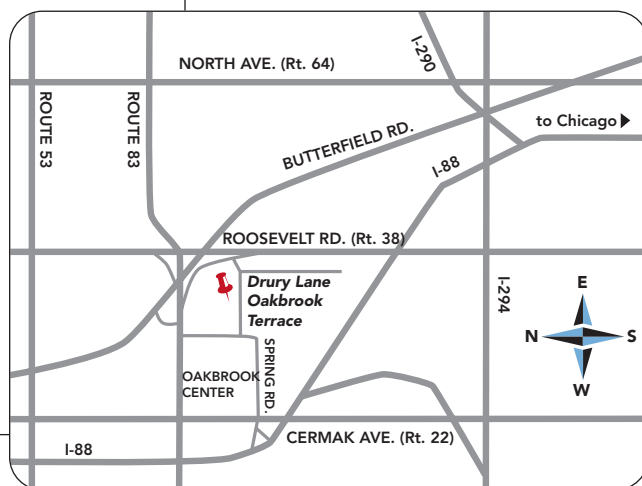 NORTH AVE. (Rt. 64)
I-290
ROUTE 53
ROUTE 83
to Chicago
BUTTERFIELD RD.
I-88
ROOSEVELT RD. (Rt. 38)
Drury Lane
Oakbrook
Terrace
I-294
E
N
S
W
SPRING RD.
OAKBROOK
CENTER
CERMAK AVE. (Rt. 22)
I-88